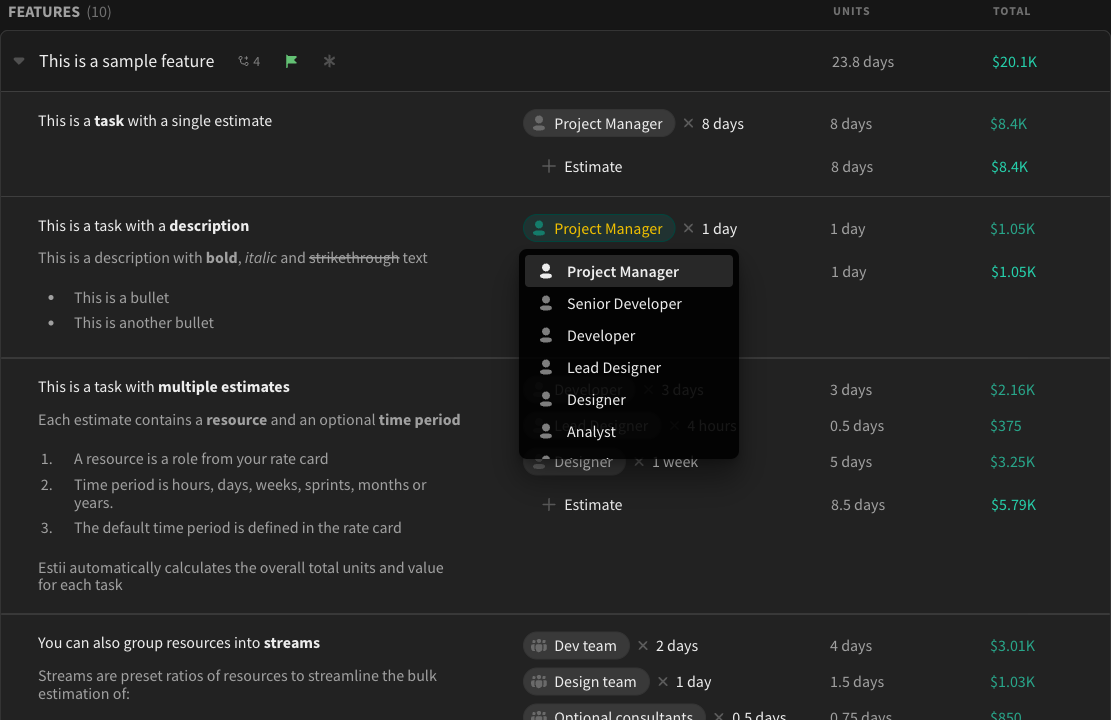 FEATURES (10) UNITS TOTAL
This is a sample feature 4 23.8 days $20.1K
This is a task with a single estimate Project Manager × 8 days 8 days $8.4K
Estimate 8 days $8.4K
This is a task with a description Project Manager × 1 day 1 day $1.05K
This is a description with bold, italic and strikethrough text
Project Manager 1 day $1.05K
• This is a bullet
Senior Developer
• This is another bullet
Developer
Lead Designer
This is a task with multiple estimates Developer × 3 days 3 days $2.16K
Designer
Each estimate contains a resource and an optional time period Lead Designer × 4 hours 0.5 days $375
Analyst
1. A resource is a role from your rate card Designer × 1 week 5 days $3.25K
2. Time period is hours, days, weeks, sprints, months or
years.
Estimate 8.5 days $5.79K
3. The default time period is defined in the rate card
Estii automatically calculates the overall total units and value
for each task
You can also group resources into streams Dev team × 2 days 4 days $3.01K
Streams are preset ratios of resources to streamline the bulk
estimation of:
Design team × 1 day 1.5 days $1.03K
Optional consultants × 0.5 days 0.75 days $850